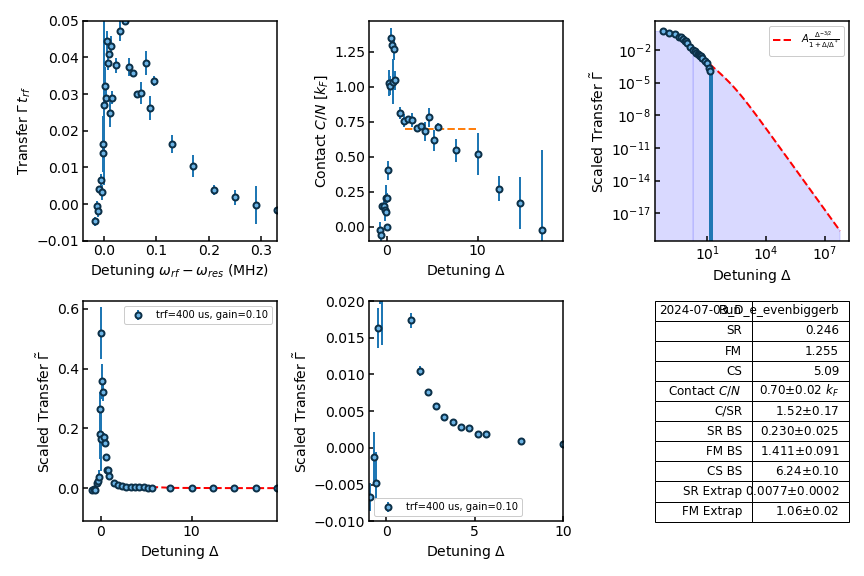 Transfer Γ t_rf
0.05
0.04
0.03
0.02
0.01
0.00
−0.01
0.0 0.1 0.2 0.3
Detuning ω_rf − ω_res (MHz)
Contact C/N [k_F]
1.25
1.00
0.75
0.50
0.25
0.00
0 10
Detuning Δ
Scaled Transfer Γ̃
10^−2
10^−5
10^−8
10^−11
10^−14
10^−17
10^1 10^4 10^7
Detuning Δ
Scaled Transfer Γ̃
0.6
0.4
0.2
0.0
trf=400 us, gain=0.10
0 10
Detuning Δ
Scaled Transfer Γ̃
0.020
0.015
0.010
0.005
0.000
−0.005
−0.010
trf=400 us, gain=0.10
0 5 10
Detuning Δ
SR 0.246
FM 1.255
CS 5.09
Contact C/N 0.70±0.02 k_F
C/SR 1.52±0.17
SR BS 0.230±0.025
FM BS 1.411±0.091
CS BS 6.24±0.10
SR Extrap 0.0077±0.0002
FM Extrap 1.06±0.02